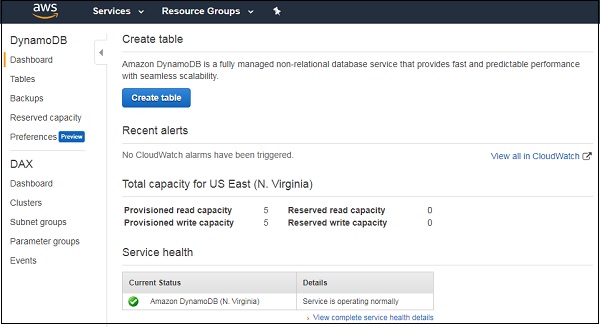 aws
Services
Resource Groups
DynamoDB
Dashboard
Tables
Backups
Reserved capacity
Preferences Preview
DAX
Dashboard
Clusters
Subnet groups
Parameter groups
Events
Create table
Amazon DynamoDB is a fully managed non-relational database service that provides fast and predictable performance
with seamless scalability.
Create table
Recent alerts
No CloudWatch alarms have been triggered.
View all in CloudWatch
Total capacity for US East (N. Virginia)
Provisioned read capacity 5 Reserved read capacity 0
Provisioned write capacity 5 Reserved write capacity 0
Service health
Current Status Details
Amazon DynamoDB (N. Virginia) Service is operating normally
View complete service health details